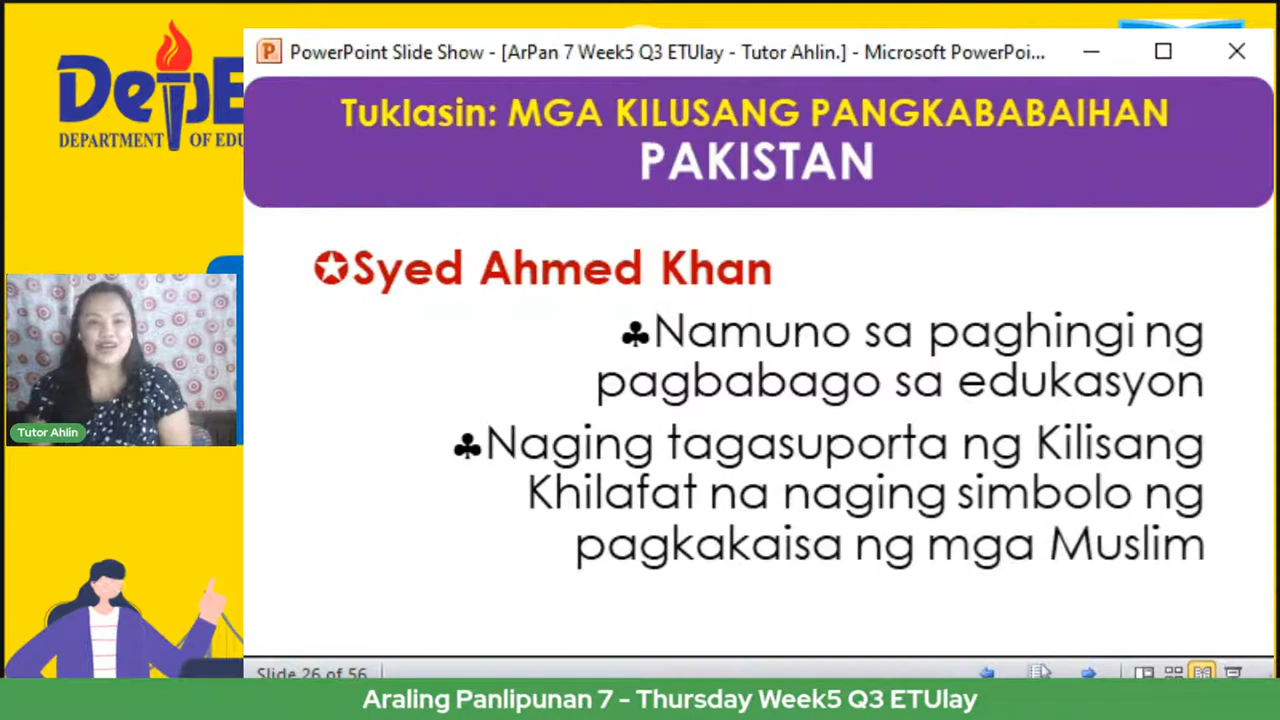 DepE
DEPARTMENT OF EDU
PowerPoint Slide Show - [ArPan 7 Week5 Q3 ETUlay - Tutor Ahlin.] - Microsoft PowerPoi...
Tuklasin: MGA KILUSANG PANGKABABAIHAN
PAKISTAN
✪Syed Ahmed Khan
♣Namuno sa paghingi ng
pagbabago sa edukasyon
♣Naging tagasuporta ng Kilisang
Khilafat na naging simbolo ng
pagkakaisa ng mga Muslim
Tutor Ahlin
Slide 26 of 56
Araling Panlipunan 7 - Thursday Week5 Q3 ETUlay